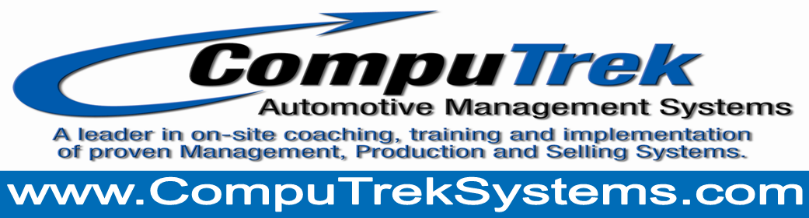 CompuTrek
Automotive Management Systems
A leader in on-site coaching, training and implementation
of proven Management, Production and Selling Systems.
www.CompuTrekSystems.com